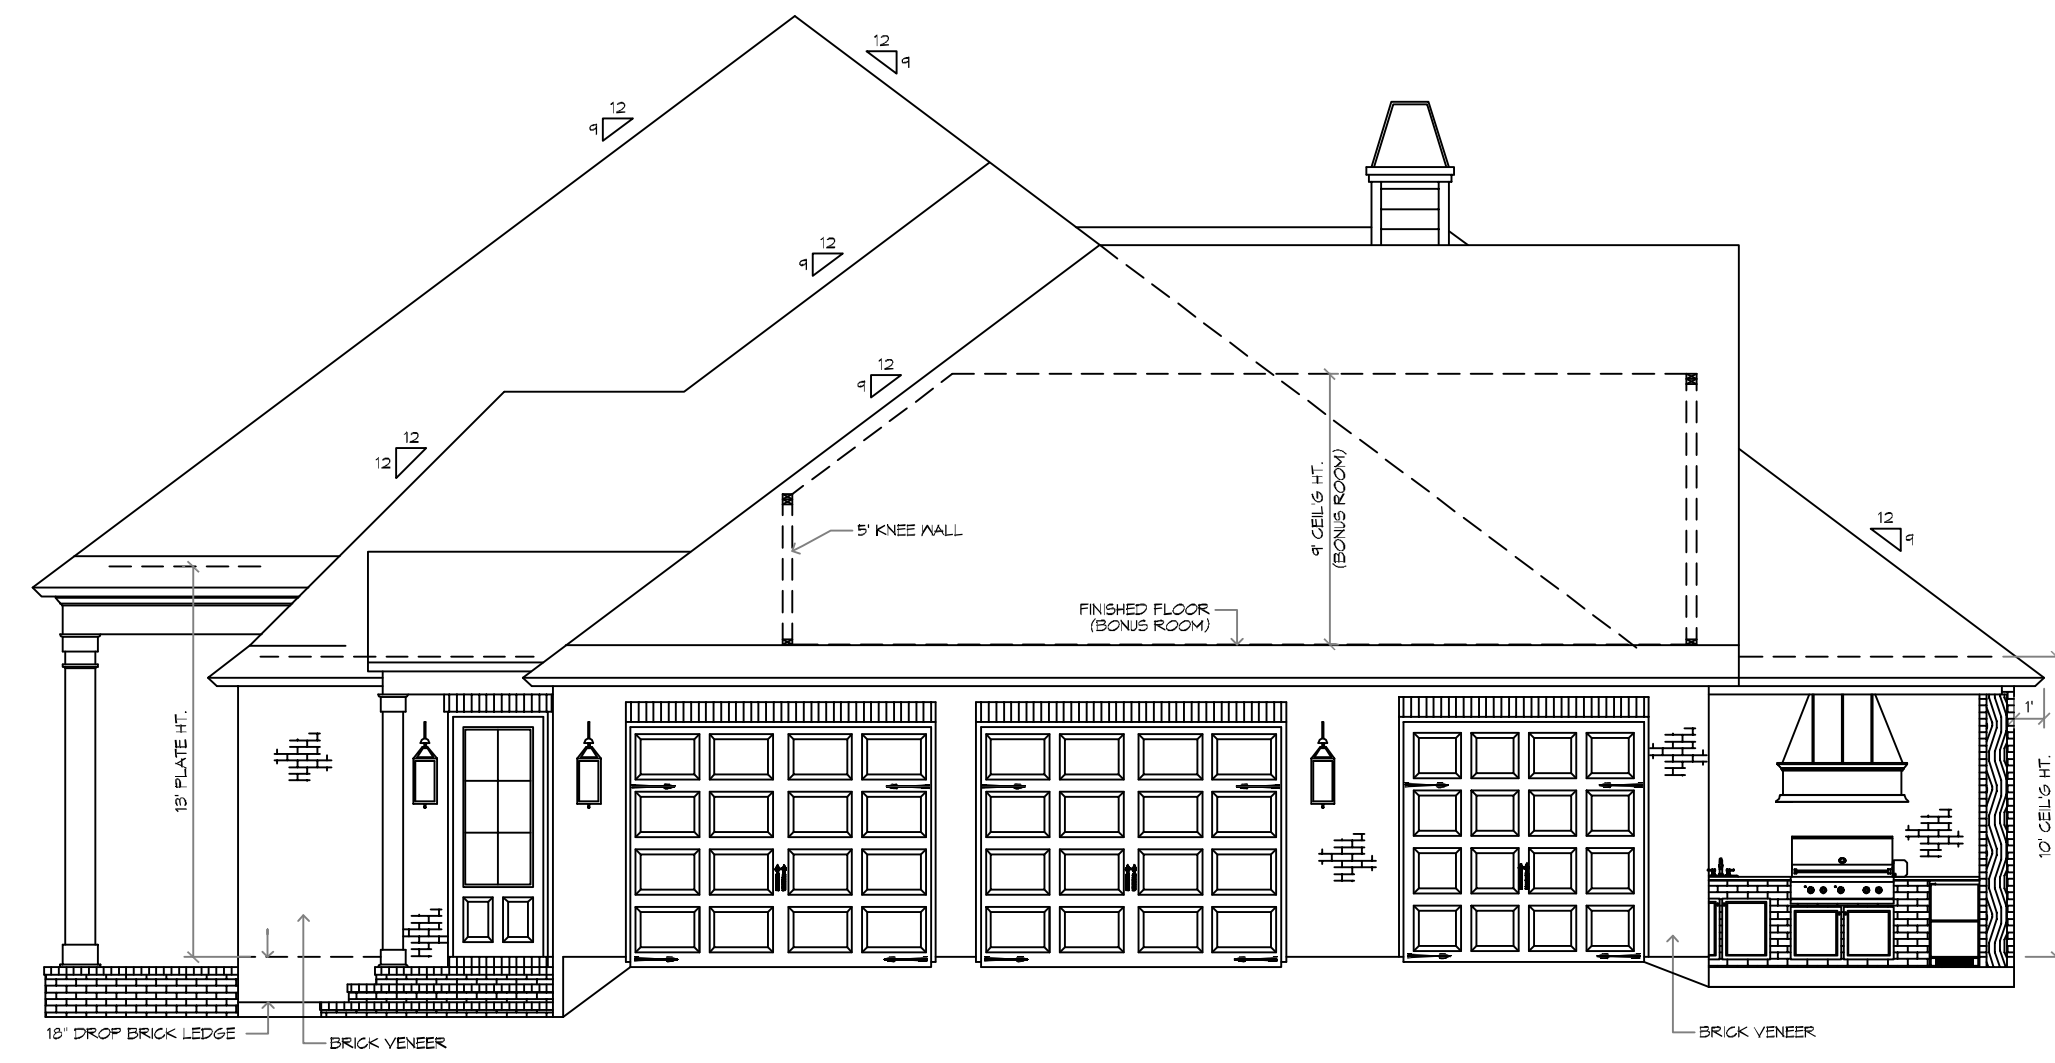 12
9
12
9
12
9
12
9
12
12
5' KNEE WALL
9' CEIL'G HT.
(BONUS ROOM)
12
9
FINISHED FLOOR
(BONUS ROOM)
13' PLATE HT.
1'
10' CEIL'G HT.
18" DROP BRICK LEDGE
BRICK VENEER
BRICK VENEER